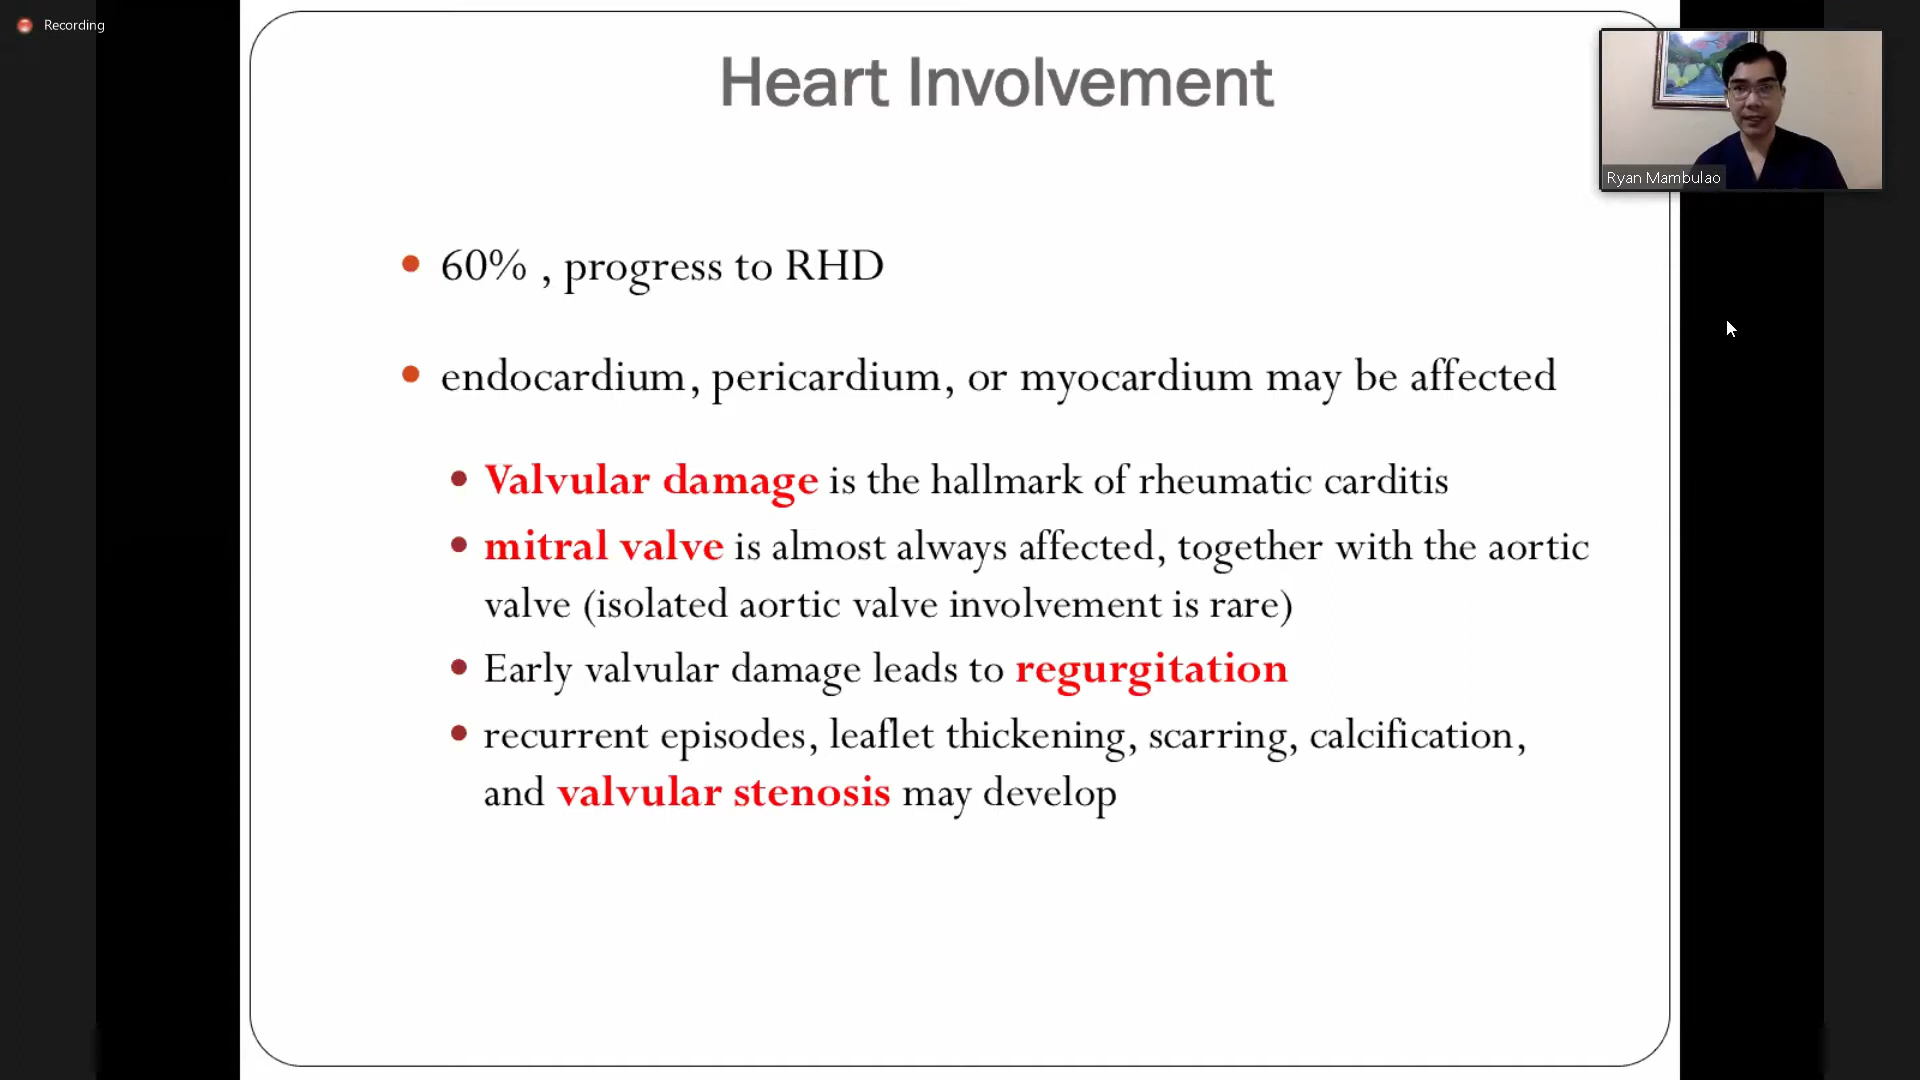 Recording
Heart Involvement
Ryan Mambulao
• 60% , progress to RHD
• endocardium, pericardium, or myocardium may be affected
• Valvular damage is the hallmark of rheumatic carditis
• mitral valve is almost always affected, together with the aortic
valve (isolated aortic valve involvement is rare)
• Early valvular damage leads to regurgitation
• recurrent episodes, leaflet thickening, scarring, calcification,
and valvular stenosis may develop